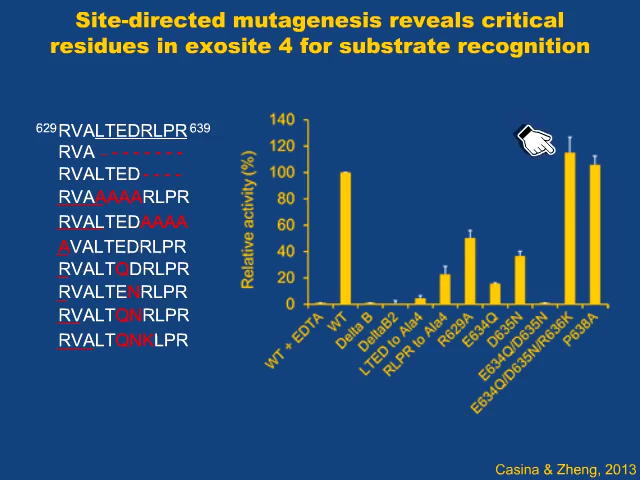 Site-directed mutagenesis reveals critical
residues in exosite 4 for substrate recognition
629RVALTEDRLPR639
RVA--------
RVALTED----
RVAAAAARLPR
RVALTEDAAAA
AVALTEDRLPR
RVALTQDRLPR
RVALTENRLPR
RVALTQNRLPR
RVALTQNKLPR
Relative activity (%)
140
120
100
80
60
40
20
0
WT + EDTA
WT
Delta B
DeltaB2
LTED to Ala4
RLPR to Ala4
R629A
E634Q
D635N
E634Q/D635N
E634Q/D635N/R636K
P638A
Casina & Zheng, 2013